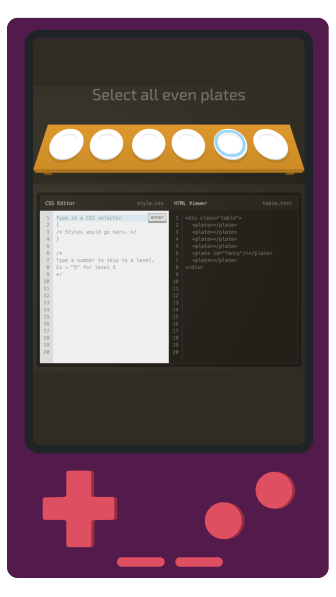 Select all even plates
CSS Editor
style.css
HTML Viewer
table.html
1 Type in a CSS selector
enter
2 {
3 /* Styles would go here. */
4 }
5
6 /*
7 Type a number to skip to a level.
8 Ex → "5" for level 5
9 */
10
11
12
13
14
15
16
17
18
19
20
1 <div class="table">
2 <plate></plate>
3 <plate></plate>
4 <plate></plate>
5 <plate></plate>
6 <plate id="fancy"/></plate>
7 <plate></plate>
8 </div>
9
10
11
12
13
14
15
16
17
18
19
20